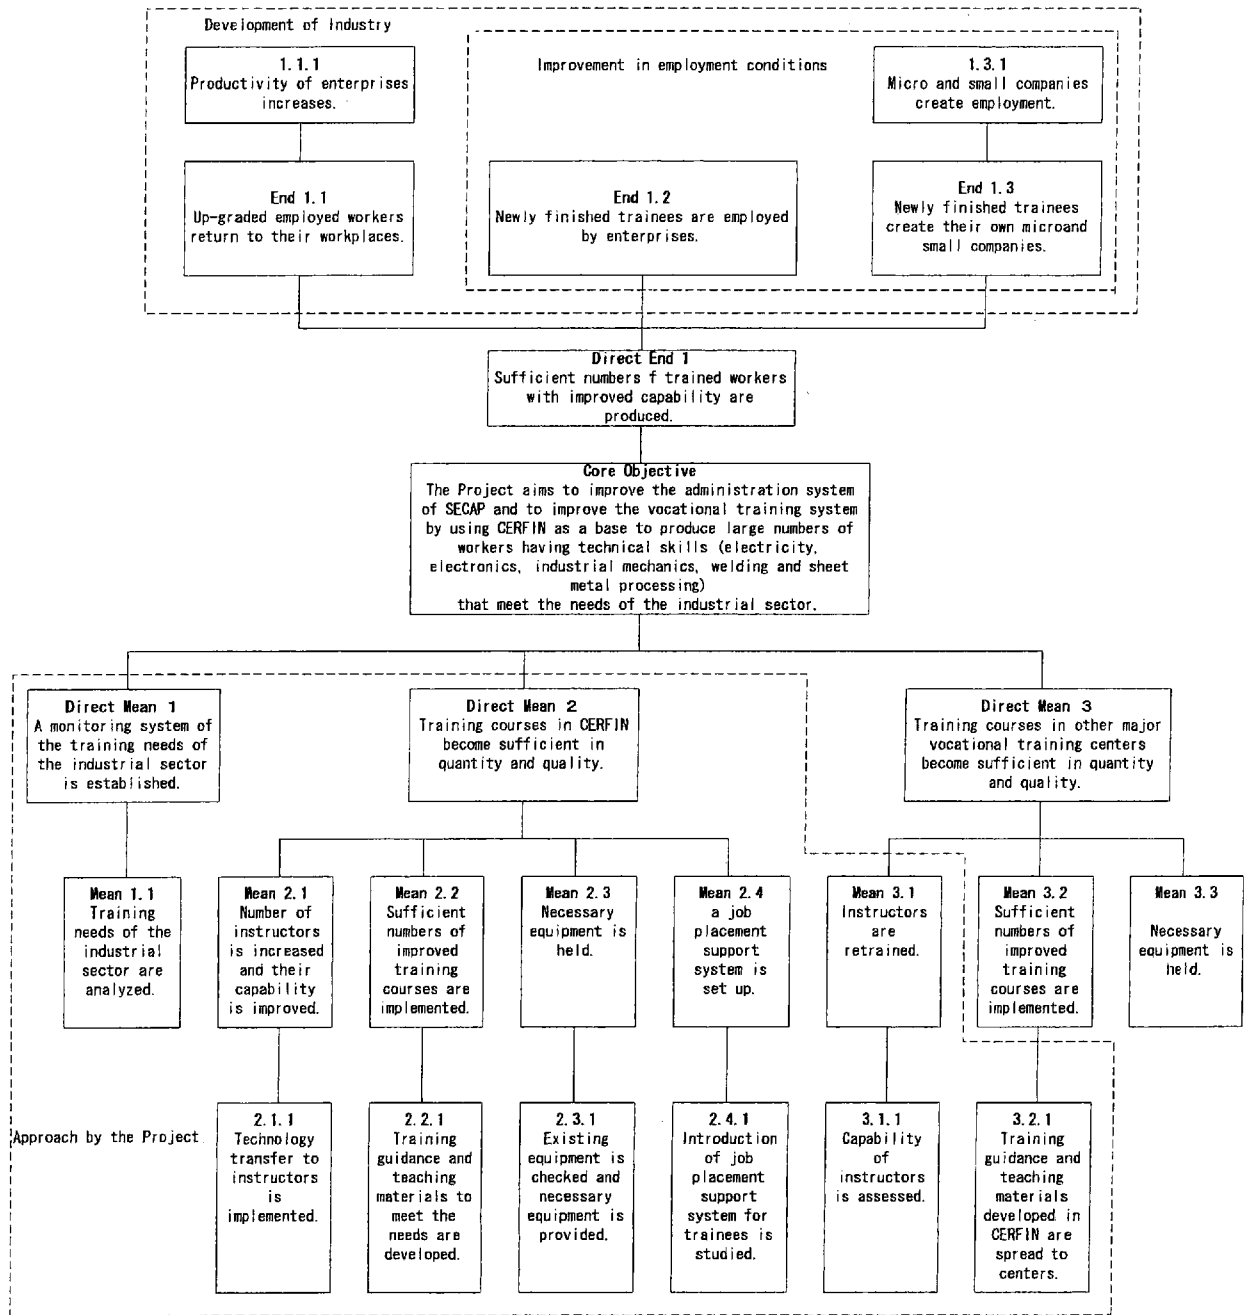 Development of Industry
1.1.1
Productivity of enterprises
increases.
Improvement in employment conditions
1.3.1
Micro and small companies
create employment.
End 1.1
Up-graded employed workers
return to their workplaces.
End 1.2
Newly finished trainees are employed
by enterprises.
End 1.3
Newly finished trainees
create their own microand
small companies.
Direct End 1
Sufficient numbers f trained workers
with improved capability are
produced.
Core Objective
The Project aims to improve the administration system
of SECAP and to improve the vocational training system
by using CERFIN as a base to produce large numbers of
workers having technical skills (electricity,
electronics, industrial mechanics, welding and sheet
metal processing)
that meet the needs of the industrial sector.
Direct Mean 1
A monitoring system of
the training needs of
the industrial sector
is established.
Direct Mean 2
Training courses in CERFIN
become sufficient in
quantity and quality.
Direct Mean 3
Training courses in other major
vocational training centers
become sufficient in quantity
and quality.
Mean 1.1
Training
needs of the
industrial
sector are
analyzed.
Mean 2.1
Number of
instructors
is increased
and their
capability
is improved.
Mean 2.2
Sufficient
numbers of
improved
training
courses are
implemented.
Mean 2.3
Necessary
equipment is
held.
Mean 2.4
a job
placement
support
system is
set up.
Mean 3.1
Instructors
are
retrained.
Mean 3.2
Sufficient
numbers of
improved
training
courses are
implemented.
Mean 3.3
Necessary
equipment is
held.
Approach by the Project
2.1.1
Technology
transfer to
instructors
is
implemented.
2.2.1
Training
guidance and
teaching
materials to
meet the
needs are
developed.
2.3.1
Existing
equipment is
checked and
necessary
equipment is
provided.
2.4.1
Introduction
of job
placement
support
system for
trainees is
studied.
3.1.1
Capability
of
instructors
is assessed.
3.2.1
Training
guidance and
teaching
materials
developed in
CERFIN are
spread to
centers.